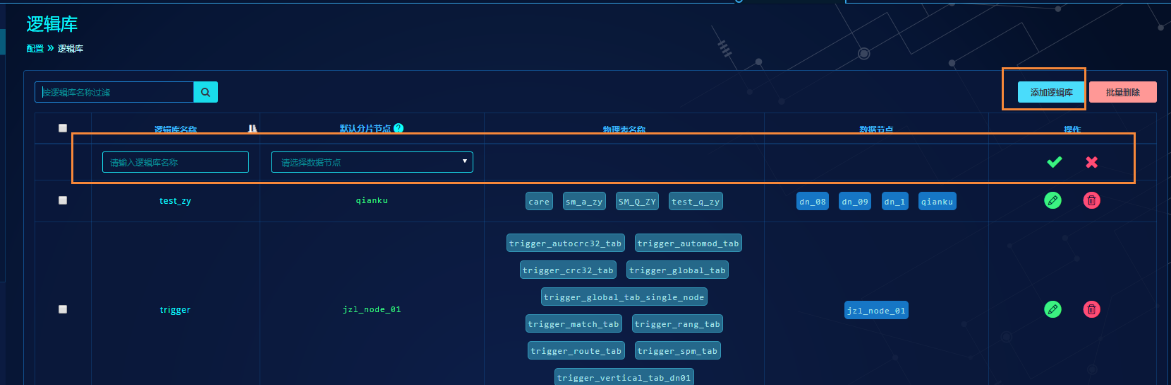 逻辑库
配置 » 逻辑库
按逻辑库名称过滤
添加逻辑库 批量删除
逻辑库名称 默认分片节点 ? 物理表名称 数据节点 操作
请输入逻辑库名称 请选择数据节点
test_zy qianku care sm_a_zy SM_Q_ZY test_q_zy dn_08 dn_09 dn_1 qianku
trigger_autocrc32_tab trigger_automod_tab
trigger_crc32_tab trigger_global_tab
trigger_global_tab_single_node
trigger jzl_node_01 jzl_node_01
trigger_match_tab trigger_rang_tab
trigger_route_tab trigger_spm_tab
trigger_vertical_tab_dn01